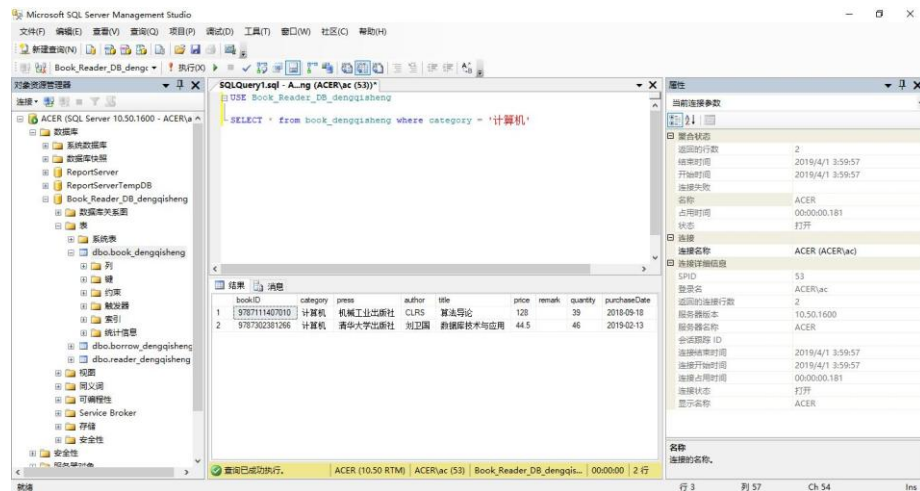 Microsoft SQL Server Management Studio
文件(F) 编辑(E) 查看(V) 查询(Q) 项目(P) 调试(D) 工具(T) 窗口(W) 社区(C) 帮助(H)
新建查询(N)
Book_Reader_DB_dengc 执行(X)
对象资源管理器
连接
ACER (SQL Server 10.50.1600 - ACER\a
数据库
系统数据库
数据库快照
ReportServer
ReportServerTempDB
Book_Reader_DB_dengqisheng
数据库关系图
表
系统表
dbo.book_dengqisheng
列
键
约束
触发器
索引
统计信息
dbo.borrow_dengqisheng
dbo.reader_dengqisheng
视图
同义词
可编程性
Service Broker
存储
安全性
安全性
服务器对象
SQLQuery1.sql - A...ng (ACER\ac (53))*
USE Book_Reader_DB_dengqisheng
SELECT * from book_dengqisheng where category = '计算机'
结果 消息
bookID category press author title price remark quantity purchaseDate
1 9787111407010 计算机 机械工业出版社 CLRS 算法导论 128 39 2018-09-18
2 9787302381266 计算机 清华大学出版社 刘卫国 数据库技术与应用 44.5 46 2019-02-13
查询已成功执行。 ACER (10.50 RTM) ACER\ac (53) Book_Reader_DB_dengqis... 00:00:00 2 行
属性
当前连接参数
聚合状态
返回的行数 2
结束时间 2019/4/1 3:59:57
开始时间 2019/4/1 3:59:57
连接失败
名称 ACER
占用时间 00:00:00.181
状态 打开
连接
连接名称 ACER (ACER\ac)
连接详细信息
SPID 53
登录名 ACER\ac
返回的连接行数 2
服务器版本 10.50.1600
服务器名称 ACER
会话跟踪 ID
连接结束时间 2019/4/1 3:59:57
连接开始时间 2019/4/1 3:59:57
连接占用时间 00:00:00.181
连接状态 打开
显示名称 ACER
名称
连接的名称。
就绪 行 3 列 57 Ch 54 Ins